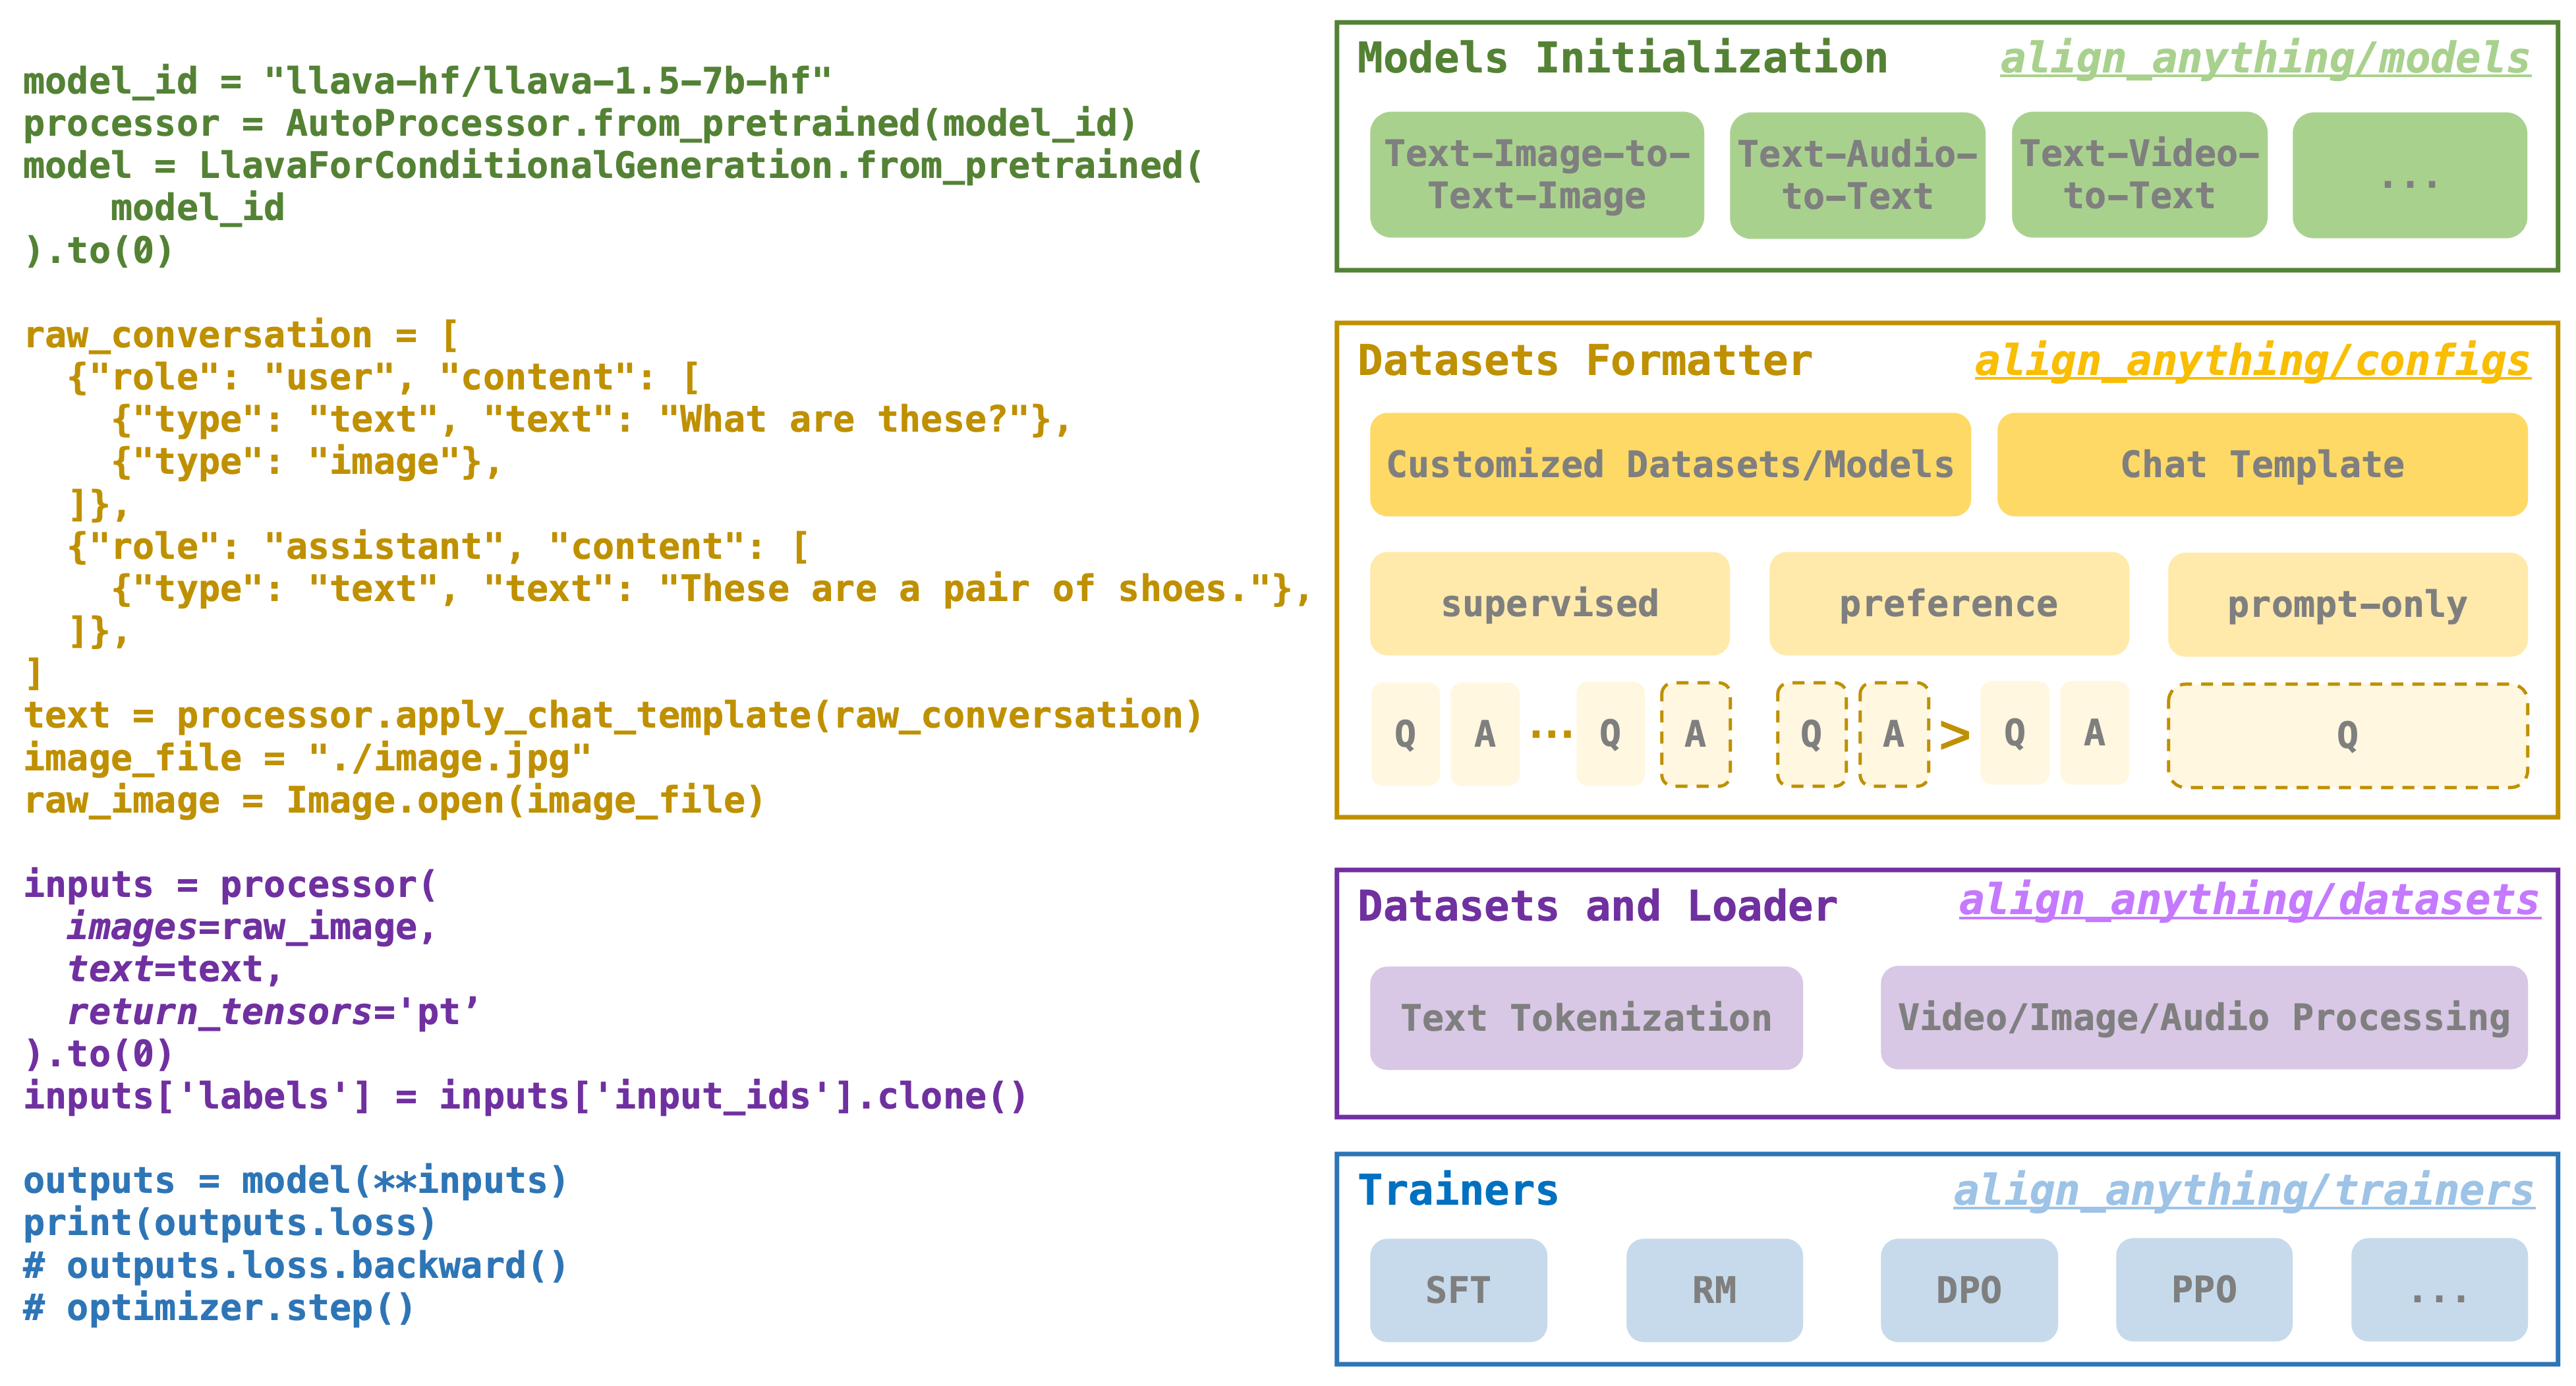 model_id = "llava-hf/llava-1.5-7b-hf"
processor = AutoProcessor.from_pretrained(model_id)
model = LlavaForConditionalGeneration.from_pretrained(
    model_id
).to(0)
raw_conversation = [
  {"role": "user", "content": [
    {"type": "text", "text": "What are these?"},
    {"type": "image"},
  ]},
  {"role": "assistant", "content": [
    {"type": "text", "text": "These are a pair of shoes."},
  ]},
]
text = processor.apply_chat_template(raw_conversation)
image_file = "./image.jpg"
raw_image = Image.open(image_file)
inputs = processor(
  images=raw_image,
  text=text,
  return_tensors='pt’
).to(0)
inputs['labels'] = inputs['input_ids'].clone()
outputs = model(**inputs)
print(outputs.loss)
# outputs.loss.backward()
# optimizer.step()
Models Initialization align_anything/models
Text-Image-to-
Text-Image
Text-Audio-
to-Text
Text-Video-
to-Text
...
Datasets Formatter align_anything/configs
Customized Datasets/Models Chat Template
supervised preference prompt-only
Q A ... Q A Q A > Q A Q
Datasets and Loader align_anything/datasets
Text Tokenization Video/Image/Audio Processing
Trainers align_anything/trainers
SFT RM DPO PPO ...